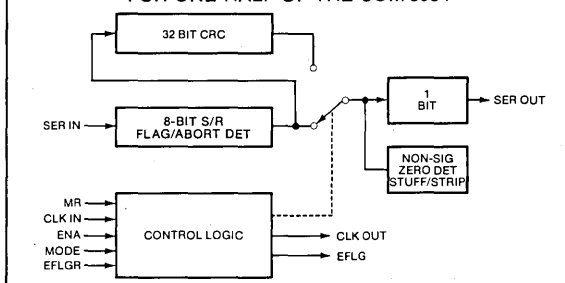 FOR ONE HALF OF THE COM8004
32 BIT CRC
SER IN
8-BIT S/R
FLAG/ABORT DET
1
BIT
SER OUT
NON-SIG
ZERO DET
STUFF/STRIP
MR
CLK IN
ENA
MODE
EFLGR
CONTROL LOGIC
CLK OUT
EFLG